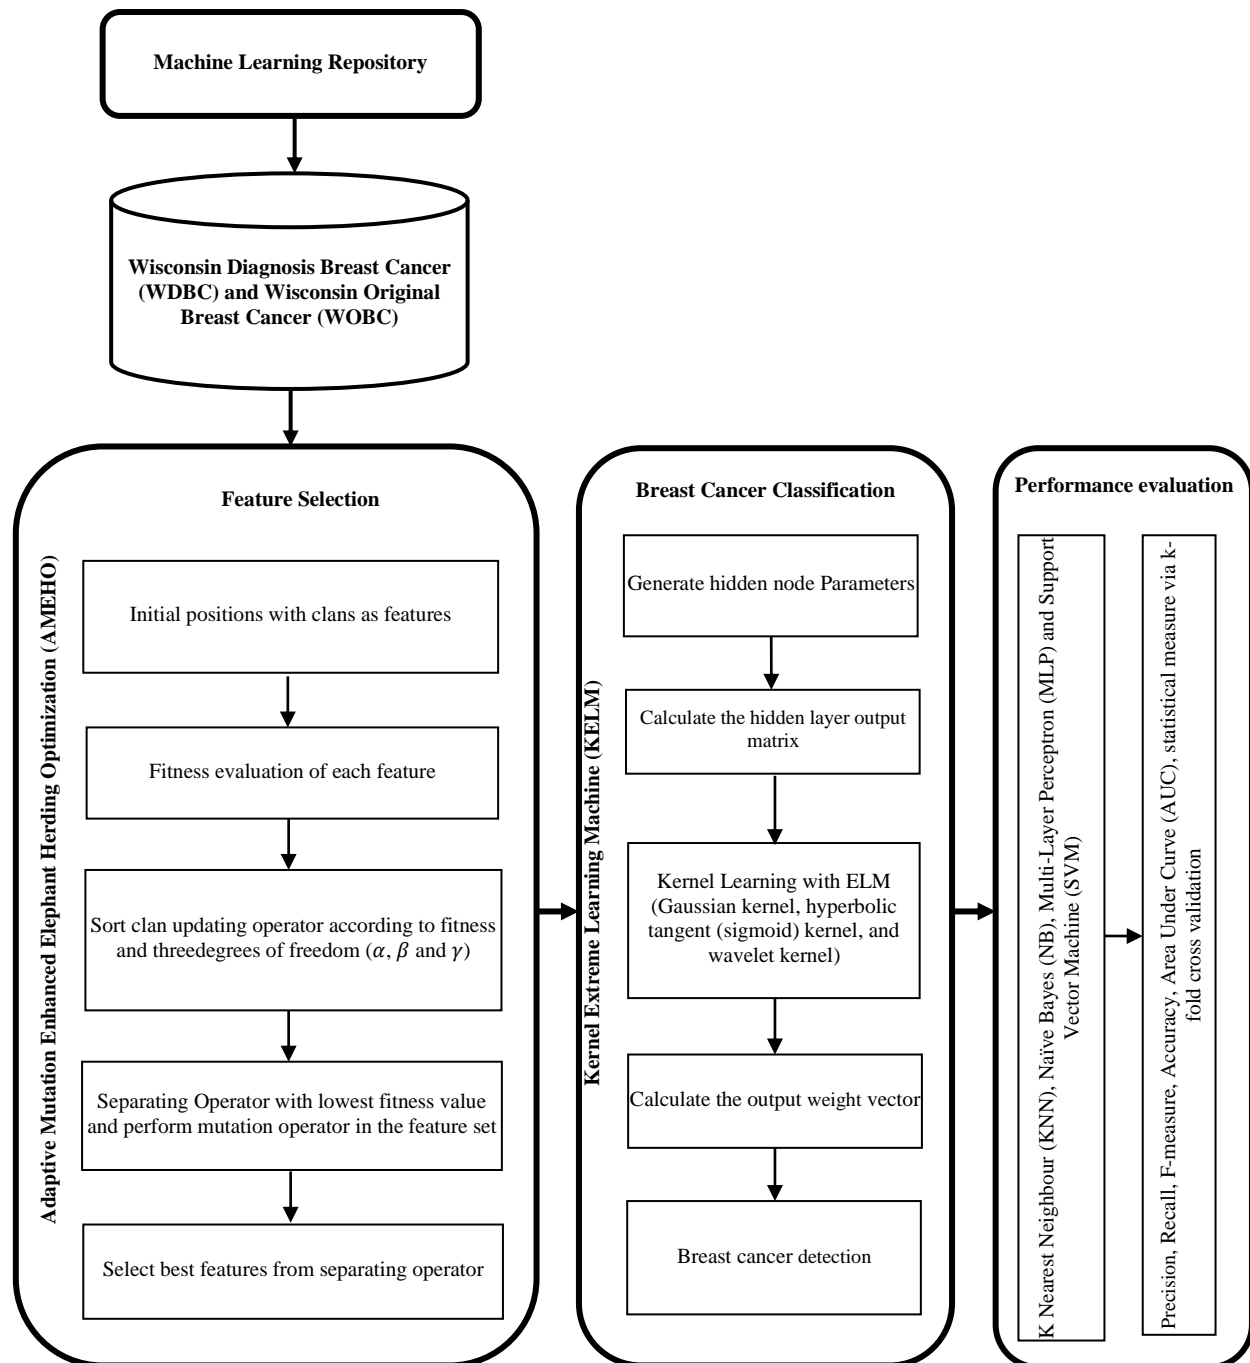 Machine Learning Repository
Wisconsin Diagnosis Breast Cancer
(WDBC) and Wisconsin Original
Breast Cancer (WOBC)
Feature Selection
Adaptive Mutation Enhanced Elephant Herding Optimization (AMEHO)
Initial positions with clans as features
Fitness evaluation of each feature
Sort clan updating operator according to fitness
and threedegrees of freedom (α, β and γ)
Separating Operator with lowest fitness value
and perform mutation operator in the feature set
Select best features from separating operator
Breast Cancer Classification
Kernel Extreme Learning Machine (KELM)
Generate hidden node Parameters
Calculate the hidden layer output
matrix
Kernel Learning with ELM
(Gaussian kernel, hyperbolic
tangent (sigmoid) kernel, and
wavelet kernel)
Calculate the output weight vector
Breast cancer detection
Performance evaluation
K Nearest Neighbour (KNN), Naïve Bayes (NB), Multi-Layer Perceptron (MLP) and Support
Vector Machine (SVM)
Precision, Recall, F-measure, Accuracy, Area Under Curve (AUC), statistical measure via k-
fold cross validation